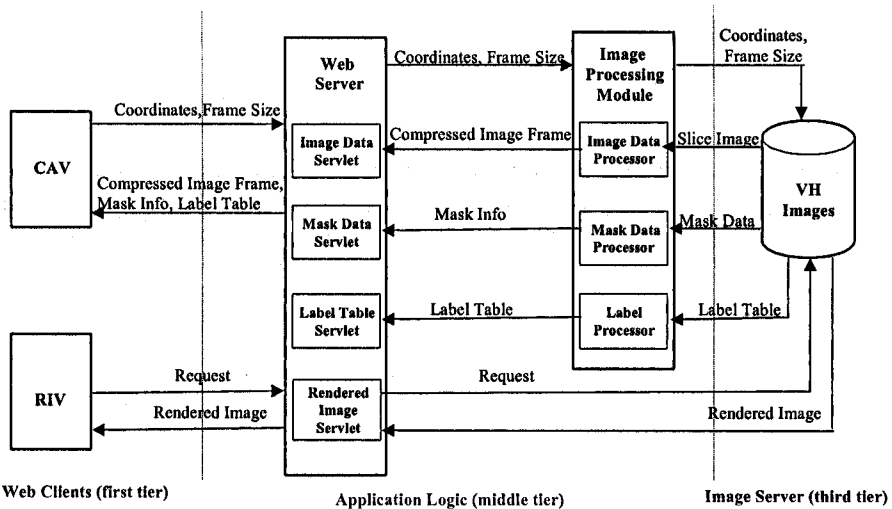 Coordinates,
Frame Size
Web
Server
Coordinates, Frame Size
Image
Processing
Module
Coordinates,Frame Size
CAV
Image Data
Servlet
Compressed Image Frame
Image Data
Processor
Slice Image
VH
Images
Compressed Image Frame,
Mask Info, Label Table
Mask Data
Servlet
Mask Info
Mask Data
Processor
Mask Data
Label Table
Servlet
Label Table
Label
Processor
Label Table
RIV
Request
Request
Rendered Image
Rendered
Image
Servlet
Rendered Image
Web Clients (first tier)
Application Logic (middle tier)
Image Server (third tier)